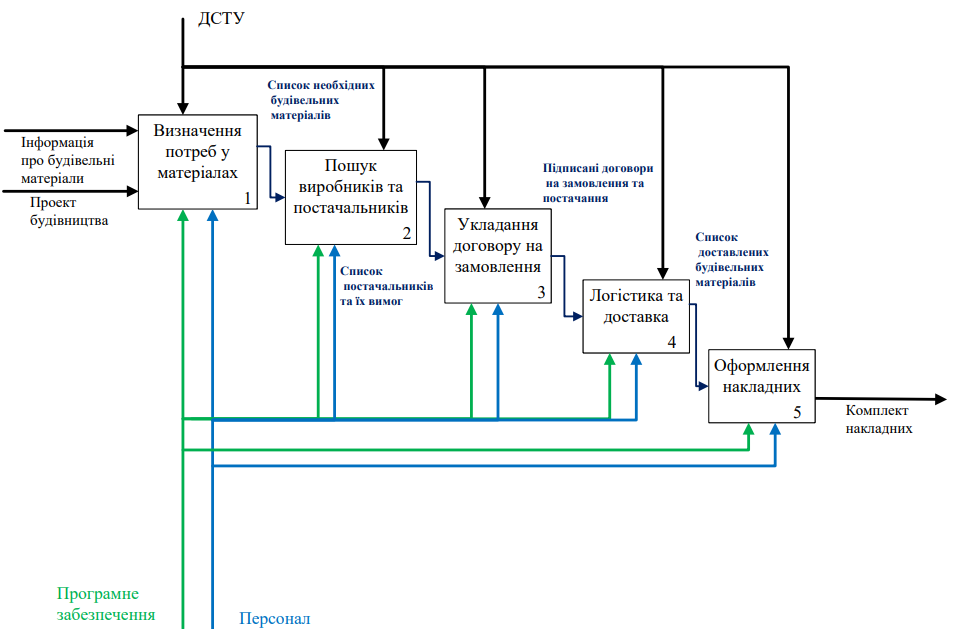 ДСТУ
Список необхідних
будівельних
матеріалів
Інформація
про будівельні
матеріали
Проект
будівництва
Визначення
потреб у
матеріалах
1
Пошук
виробників та
постачальників
2
Підписані договори
на замовлення та
постачання
Укладання
договору на
замовлення
3
Список
постачальників
та їх вимог
Список
доставлених
будівельних
матеріалів
Логістика та
доставка
4
Оформлення
накладних
5
Комплект
накладних
Програмне
забезпечення
Персонал